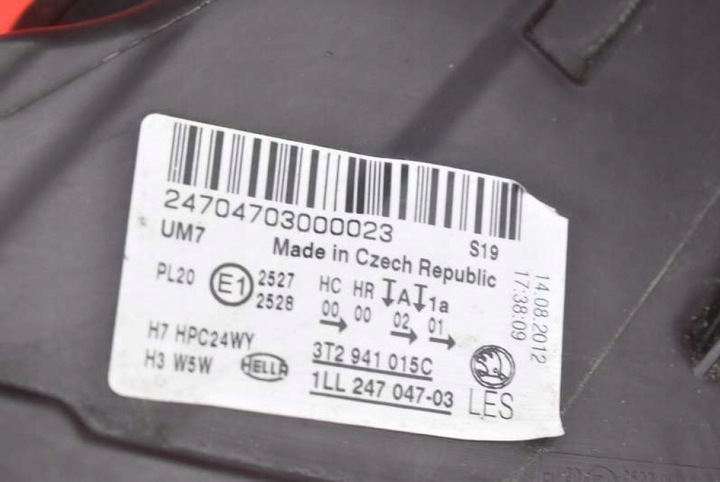 24704703000023
UM7
S19
Made in Czech Republic
PL20 E1 2527
2528
HC HR A 1a
00 00 02 01
H7 HPC24WY
H3 W5W HELLA
3T2 941 015C
1LL 247 047-03
LES
14.08.2012
17:38:09